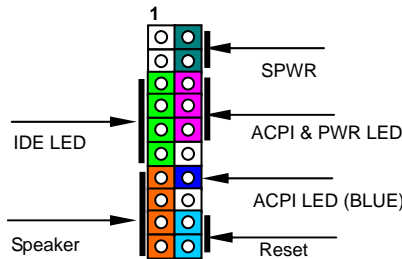 1
SPWR
IDE LED
ACPI & PWR LED
ACPI LED (BLUE)
Speaker
Reset